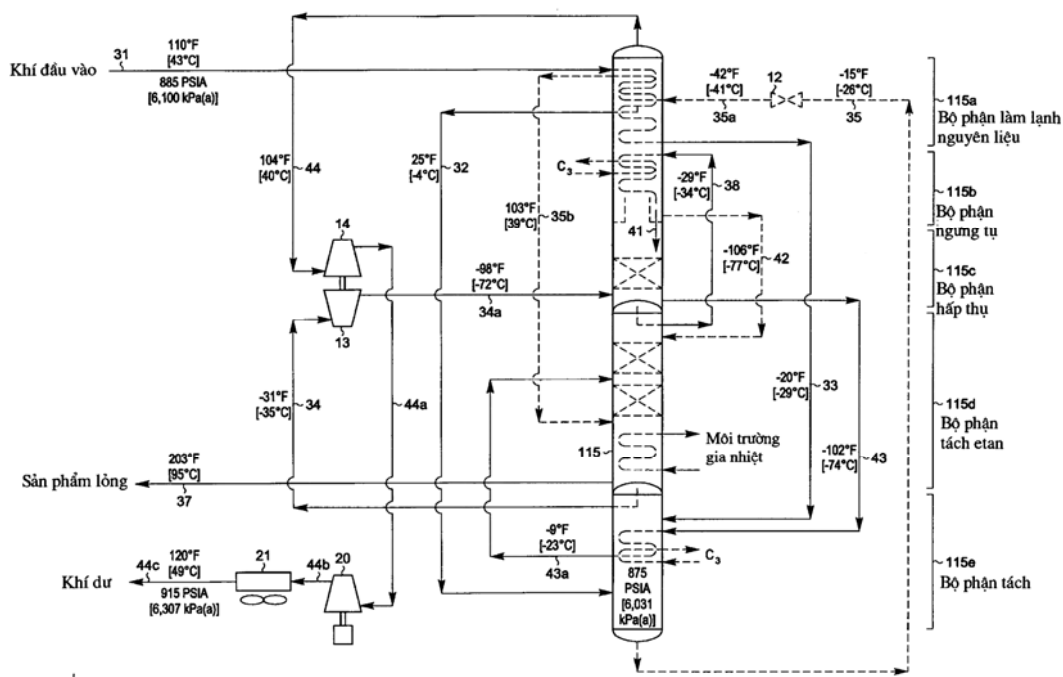 110°F
[43°C]
31
Khí đầu vào
885 PSIA
[6,100 kPa(a)]
-42°F
[-41°C]
12
-15°F
[-26°C]
35a
35
115a
Bộ phận làm lạnh
nguyên liệu
104°F
[40°C]
44
25°F
[-4°C]
32
C3
-29°F
[-34°C]
38
115b
Bộ phận
ngưng tụ
103°F
[39°C]
35b
14
41
-106°F
[-77°C]
42
115c
Bộ phận
hấp thụ
-98°F
[-72°C]
34a
13
-31°F
[-35°C]
34
44a
-20°F
[-29°C]
33
115d
Bộ phận
tách etan
Môi trường
gia nhiệt
115
-102°F
[-74°C]
43
203°F
[95°C]
Sản phẩm lỏng
37
-9°F
[-23°C]
43a
C3
115e
Bộ phận tách
120°F
[49°C]
44c
21
44b
20
Khí dư
915 PSIA
[6,307 kPa(a)]
875
PSIA
[6,031
kPa(a)]